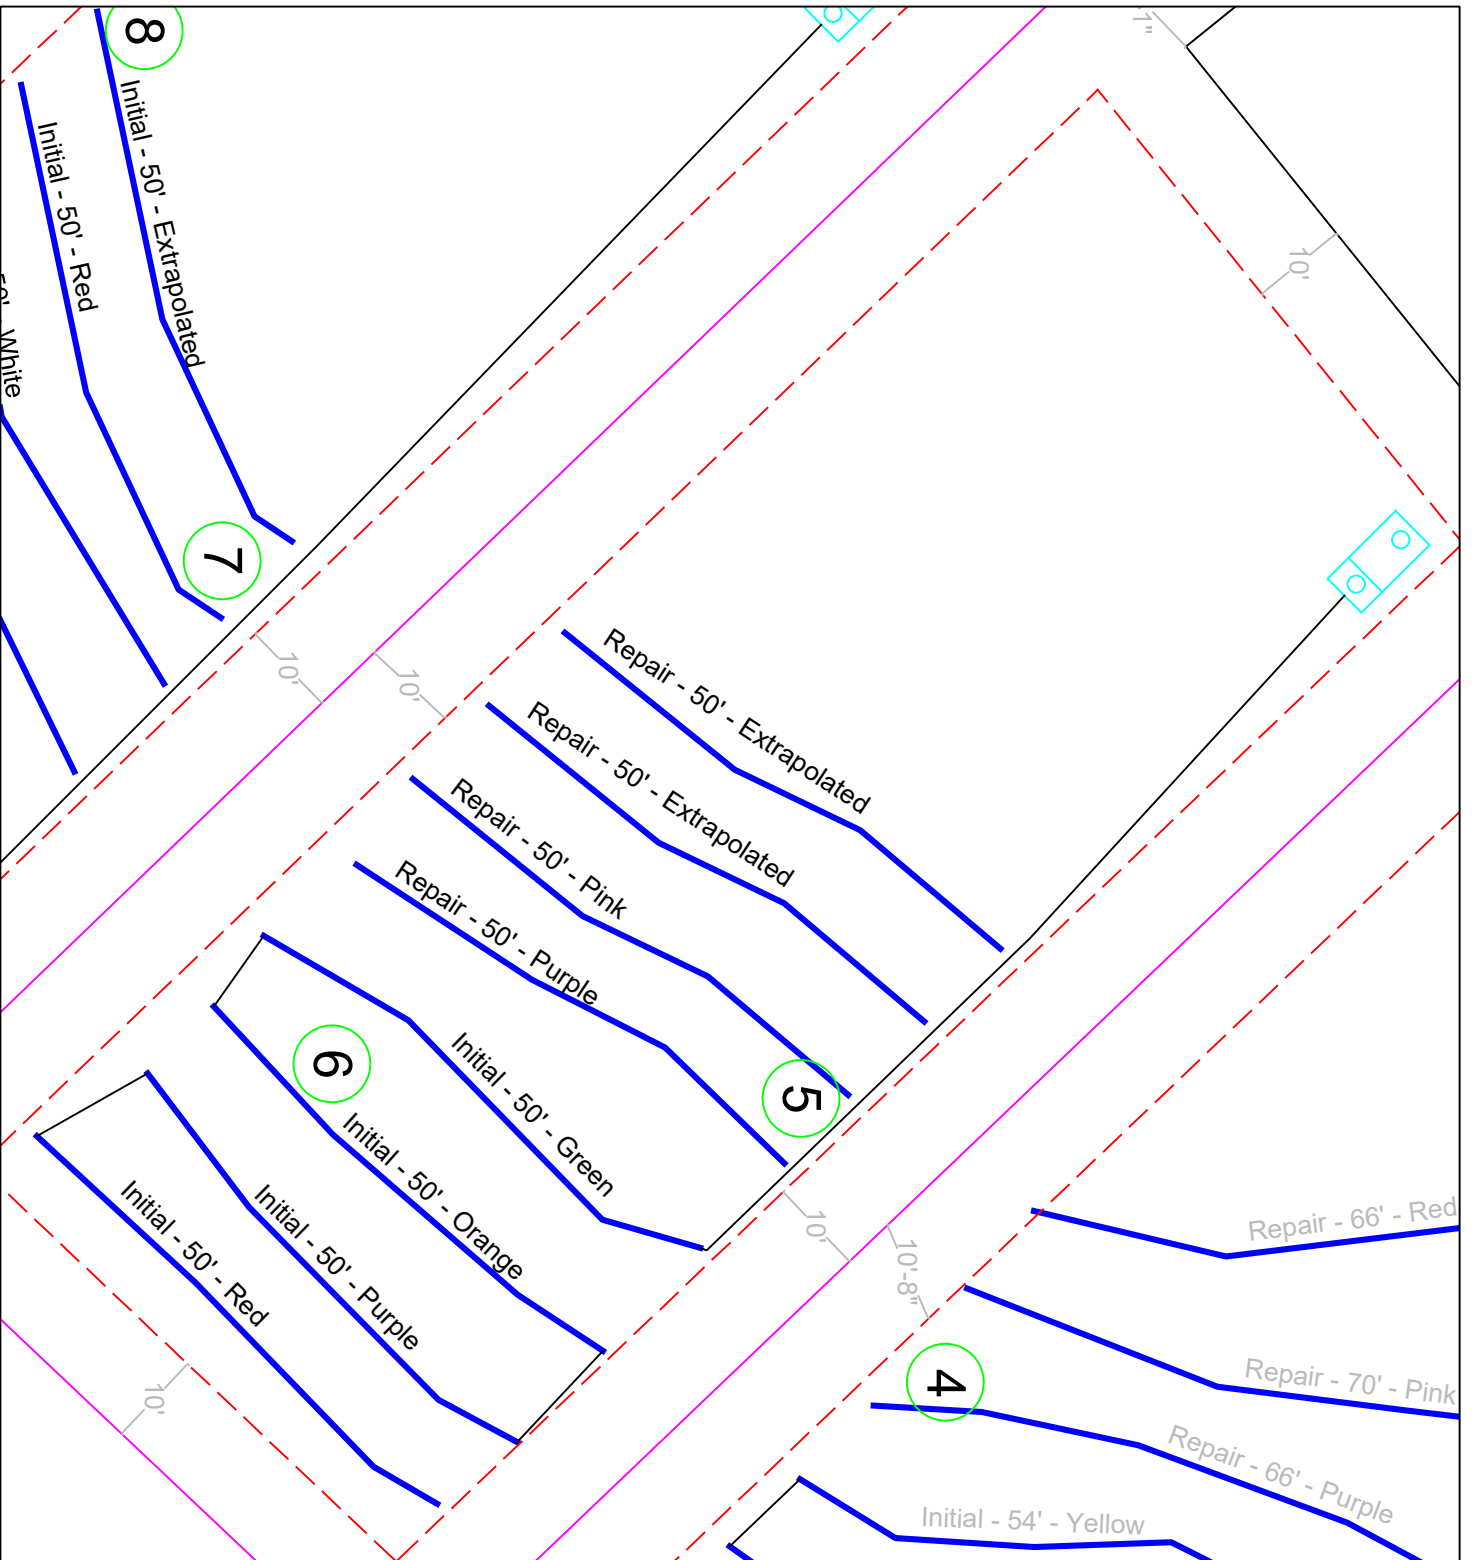 8
1"
Initial - 50' - Extrapolated
Initial - 50' - Red
50' - White
10'
7
10'
10'
Repair - 50' - Extrapolated
Repair - 50' - Extrapolated
Repair - 50' - Pink
Repair - 50' - Purple
6
Initial - 50' - Green
5
Initial - 50' - Orange
Initial - 50' - Purple
Initial - 50' - Red
10'
10'-8"
Repair - 66' - Red
4
Repair - 70' - Pink
10'
Repair - 66' - Purple
Initial - 54' - Yellow